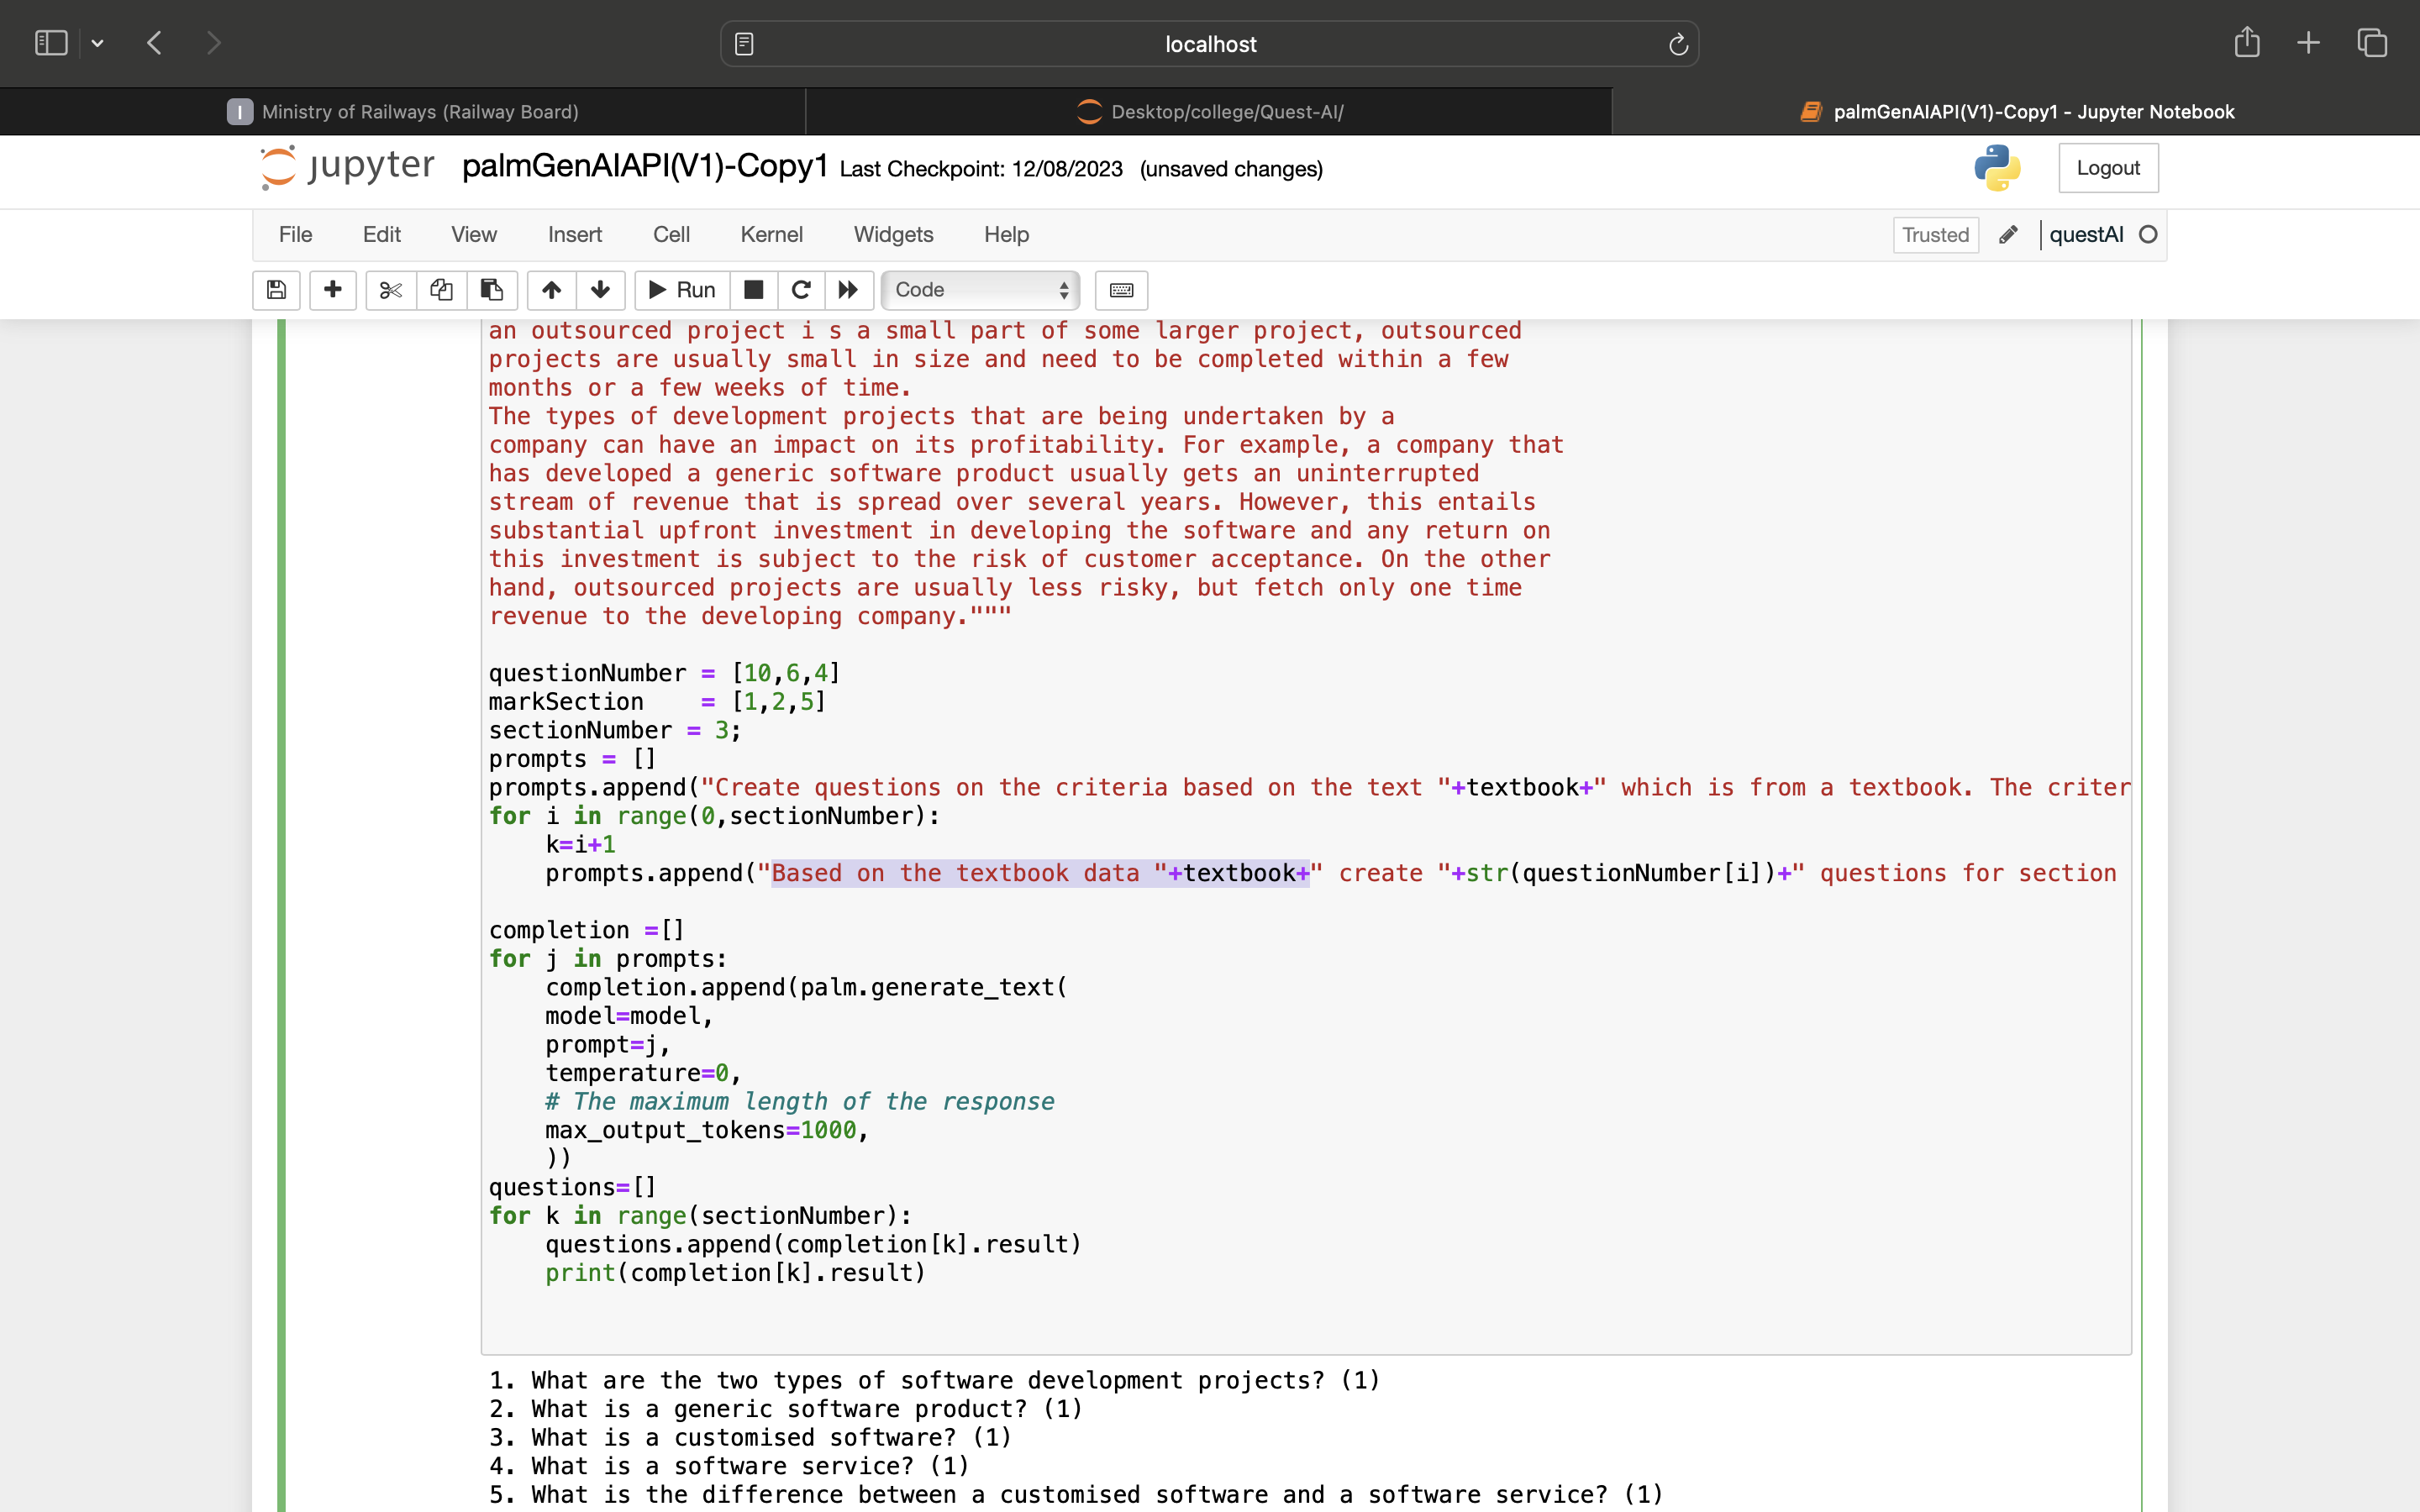 localhost
Ministry of Railways (Railway Board)
Desktop/college/Quest-AI/
palmGenAIAPI(V1)-Copy1 - Jupyter Notebook
jupyter palmGenAIAPI(V1)-Copy1 Last Checkpoint: 12/08/2023 (unsaved changes)
Logout
File Edit View Insert Cell Kernel Widgets Help
Trusted questAI
Run Code
an outsourced project i s a small part of some larger project, outsourced
projects are usually small in size and need to be completed within a few
months or a few weeks of time.
The types of development projects that are being undertaken by a
company can have an impact on its profitability. For example, a company that
has developed a generic software product usually gets an uninterrupted
stream of revenue that is spread over several years. However, this entails
substantial upfront investment in developing the software and any return on
this investment is subject to the risk of customer acceptance. On the other
hand, outsourced projects are usually less risky, but fetch only one time
revenue to the developing company."""
questionNumber = [10,6,4]
markSection    = [1,2,5]
sectionNumber = 3;
prompts = []
prompts.append("Create questions on the criteria based on the text "+textbook+" which is from a textbook. The criter
for i in range(0,sectionNumber):
    k=i+1
    prompts.append("Based on the textbook data "+textbook+" create "+str(questionNumber[i])+" questions for section
completion =[]
for j in prompts:
    completion.append(palm.generate_text(
    model=model,
    prompt=j,
    temperature=0,
    # The maximum length of the response
    max_output_tokens=1000,
    ))
questions=[]
for k in range(sectionNumber):
    questions.append(completion[k].result)
    print(completion[k].result)
1. What are the two types of software development projects? (1)
2. What is a generic software product? (1)
3. What is a customised software? (1)
4. What is a software service? (1)
5. What is the difference between a customised software and a software service? (1)